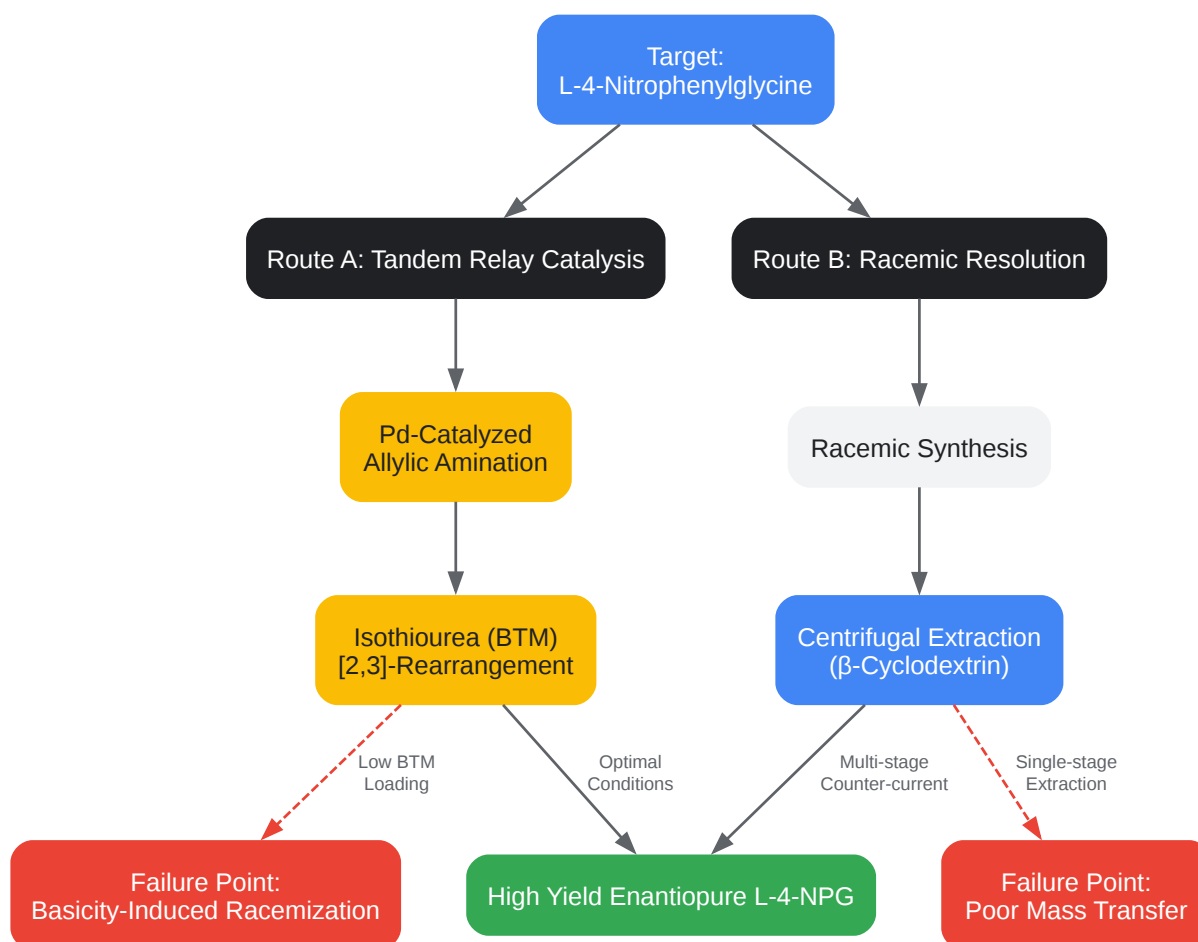 Target:
L-4-Nitrophenylglycine
Route A: Tandem Relay Catalysis
Route B: Racemic Resolution
Pd-Catalyzed
Allylic Amination
Racemic Synthesis
Isothiourea (BTM)
[2,3]-Rearrangement
Centrifugal Extraction
(β-Cyclodextrin)
Low BTM
Loading
Optimal
Conditions
Multi-stage
Counter-current
Single-stage
Extraction
Failure Point:
Basicity-Induced Racemization
High Yield Enantiopure L-4-NPG
Failure Point:
Poor Mass Transfer